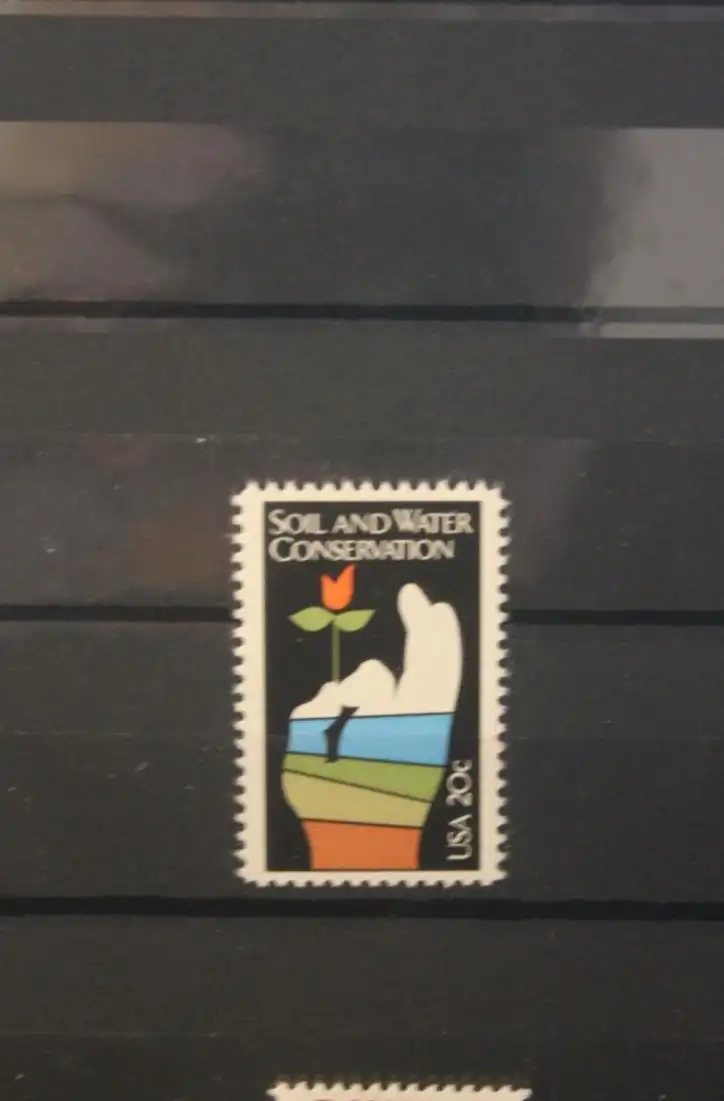 SOIL AND WATER
CONSERVATION
USA 20c